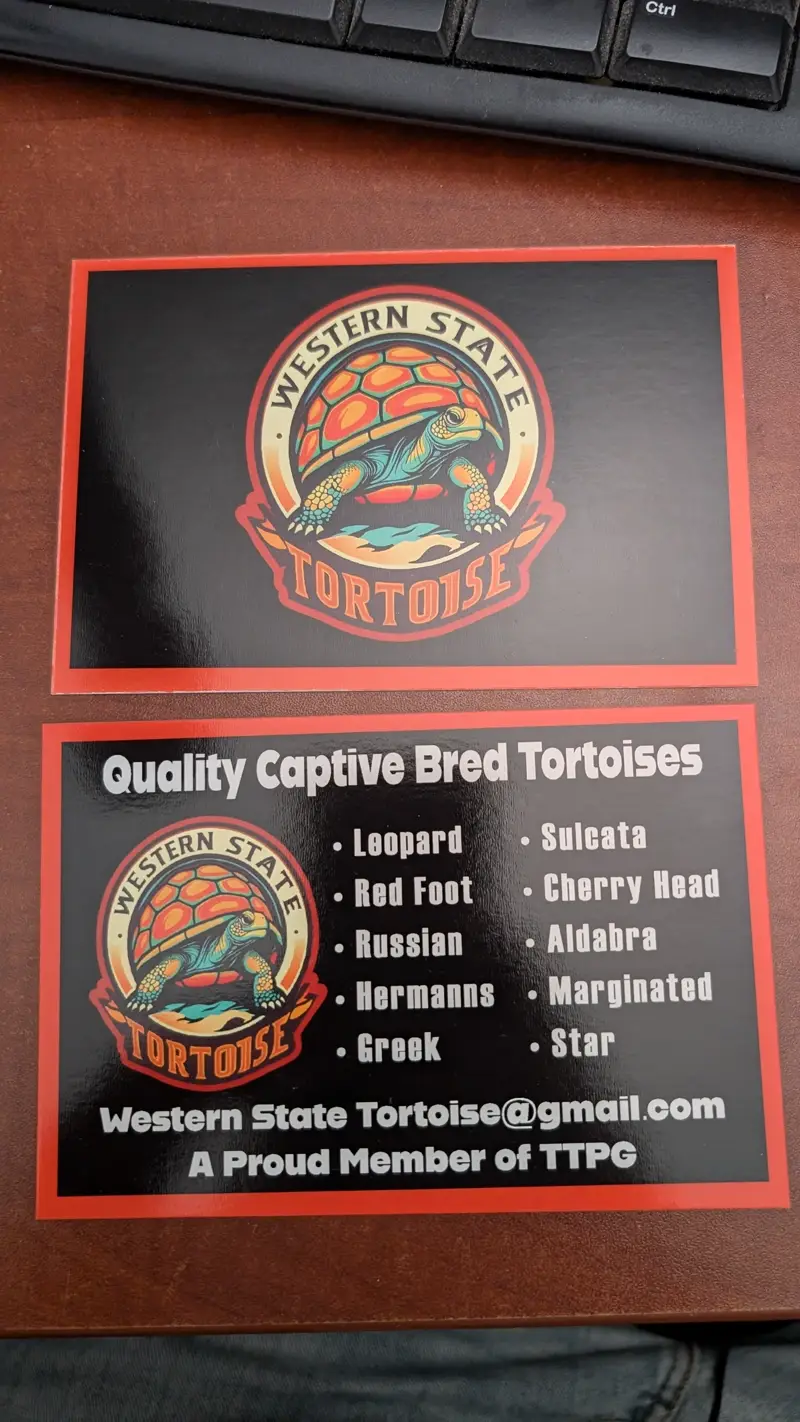 Ctrl
WESTERN STATE
TORTOISE
Quality Captive Bred Tortoises
WESTERN STATE
TORTOISE
• Leopard
• Red Foot
• Russian
• Hermanns
• Greek
• Sulcata
• Cherry Head
• Aldabra
• Marginated
• Star
Western State Tortoise@gmail.com
A Proud Member of TTPG